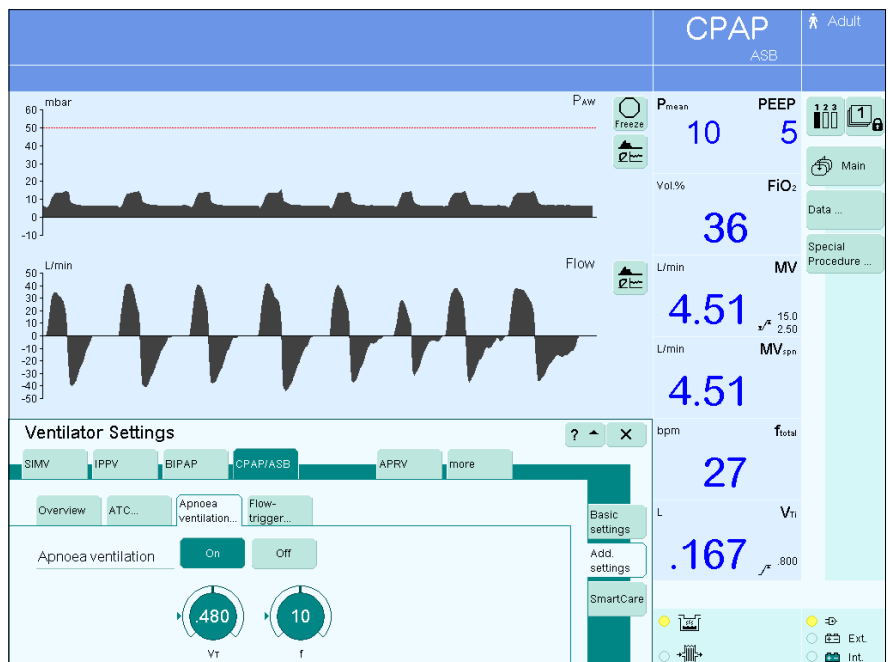 CPAP
ASB
Adult
mbar
Paw
60
50
40
30
20
10
0
-10
Freeze
Pmean PEEP
10 5
1 2 3
1
Main
Vol.% FiO2
36
Data ...
Special
Procedure ...
L/min
Flow
50
40
30
20
10
0
-10
-20
-30
-40
-50
L/min MV
4.51
15.0
2.50
L/min MVspn
4.51
Ventilator Settings
?
SIMV IPPV BIPAP CPAP/ASB APRV more
bpm ftotal
27
Overview ATC... Apnoea
ventilation... Flow-
trigger...
Basic
settings
Apnoea ventilation On Off
Add.
settings
L VTi
.167
.800
SmartCare
.480 10
VT f
Ext.
Int.